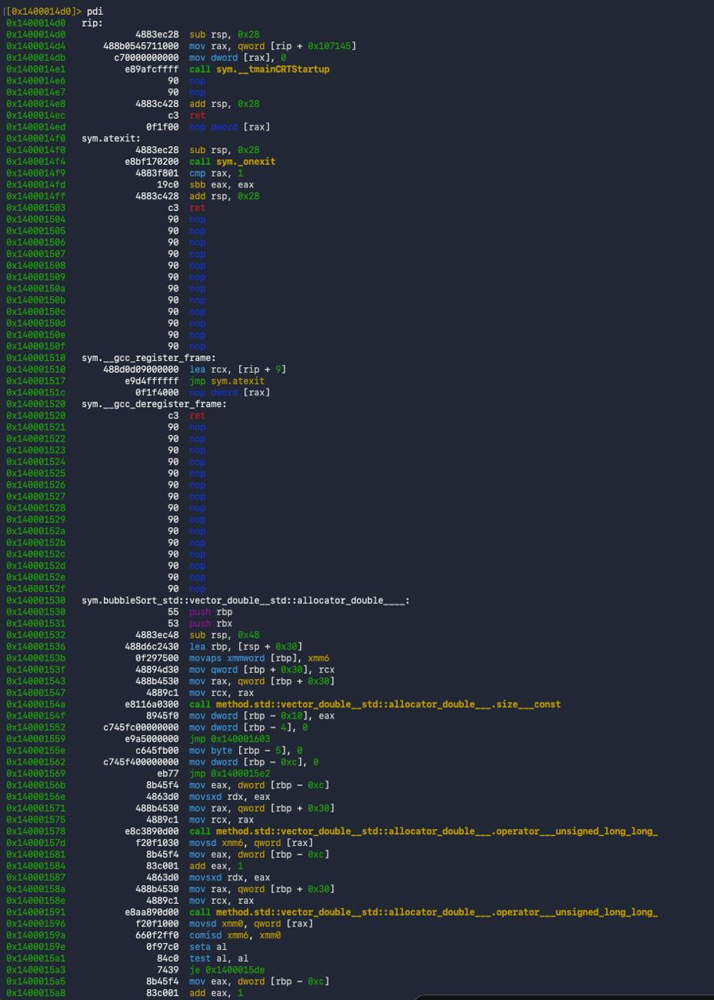 [[0x1400014d0]> pdi
0x1400014d0 rip:
0x1400014d0 4883ec28 sub rsp, 0x28
0x1400014d4 488b0545711000 mov rax, qword [rip + 0x107145]
0x1400014db c70000000000 mov dword [rax], 0
0x1400014e1 e89afcffff call sym.__tmainCRTStartup
0x1400014e6 90 nop
0x1400014e7 90 nop
0x1400014e8 4883c428 add rsp, 0x28
0x1400014ec c3 ret
0x1400014ed 0f1f00 nop dword [rax]
0x1400014f0 sym.atexit:
0x1400014f0 4883ec28 sub rsp, 0x28
0x1400014f4 e8bf170200 call sym._onexit
0x1400014f9 4883f801 cmp rax, 1
0x1400014fd 19c0 sbb eax, eax
0x1400014ff 4883c428 add rsp, 0x28
0x140001503 c3 ret
0x140001504 90 nop
0x140001505 90 nop
0x140001506 90 nop
0x140001507 90 nop
0x140001508 90 nop
0x140001509 90 nop
0x14000150a 90 nop
0x14000150b 90 nop
0x14000150c 90 nop
0x14000150d 90 nop
0x14000150e 90 nop
0x14000150f 90 nop
0x140001510 sym.__gcc_register_frame:
0x140001510 488d0d09000000 lea rcx, [rip + 9]
0x140001517 e9d4ffffff jmp sym.atexit
0x14000151c 0f1f4000 nop dword [rax]
0x140001520 sym.__gcc_deregister_frame:
0x140001520 c3 ret
0x140001521 90 nop
0x140001522 90 nop
0x140001523 90 nop
0x140001524 90 nop
0x140001525 90 nop
0x140001526 90 nop
0x140001527 90 nop
0x140001528 90 nop
0x140001529 90 nop
0x14000152a 90 nop
0x14000152b 90 nop
0x14000152c 90 nop
0x14000152d 90 nop
0x14000152e 90 nop
0x14000152f 90 nop
0x140001530 sym.bubbleSort_std::vector_double__std::allocator_double____:
0x140001530 55 push rbp
0x140001531 53 push rbx
0x140001532 4883ec48 sub rsp, 0x48
0x140001536 488d6c2430 lea rbp, [rsp + 0x30]
0x14000153b 0f297500 movaps xmmword [rbp], xmm6
0x14000153f 48894d30 mov qword [rbp + 0x30], rcx
0x140001543 488b4530 mov rax, qword [rbp + 0x30]
0x140001547 4889c1 mov rcx, rax
0x14000154a e8116a0300 call method.std::vector_double__std::allocator_double___.size___const
0x14000154f 8945f0 mov dword [rbp - 0x10], eax
0x140001552 c745fc00000000 mov dword [rbp - 4], 0
0x140001559 e9a5000000 jmp 0x140001603
0x14000155e c645fb00 mov byte [rbp - 5], 0
0x140001562 c745f400000000 mov dword [rbp - 0xc], 0
0x140001569 eb77 jmp 0x1400015e2
0x14000156b 8b45f4 mov eax, dword [rbp - 0xc]
0x14000156e 4863d0 movsxd rdx, eax
0x140001571 488b4530 mov rax, qword [rbp + 0x30]
0x140001575 4889c1 mov rcx, rax
0x140001578 e8c3890d00 call method.std::vector_double__std::allocator_double___.operator___unsigned_long_long_
0x14000157d f20f1030 movsd xmm6, qword [rax]
0x140001581 8b45f4 mov eax, dword [rbp - 0xc]
0x140001584 83c001 add eax, 1
0x140001587 4863d0 movsxd rdx, eax
0x14000158a 488b4530 mov rax, qword [rbp + 0x30]
0x14000158e 4889c1 mov rcx, rax
0x140001591 e8aa890d00 call method.std::vector_double__std::allocator_double___.operator___unsigned_long_long_
0x140001596 f20f1000 movsd xmm0, qword [rax]
0x14000159a 660f2ff0 comisd xmm6, xmm0
0x14000159e 0f97c0 seta al
0x1400015a1 84c0 test al, al
0x1400015a3 7439 je 0x1400015de
0x1400015a5 8b45f4 mov eax, dword [rbp - 0xc]
0x1400015a8 83c001 add eax, 1